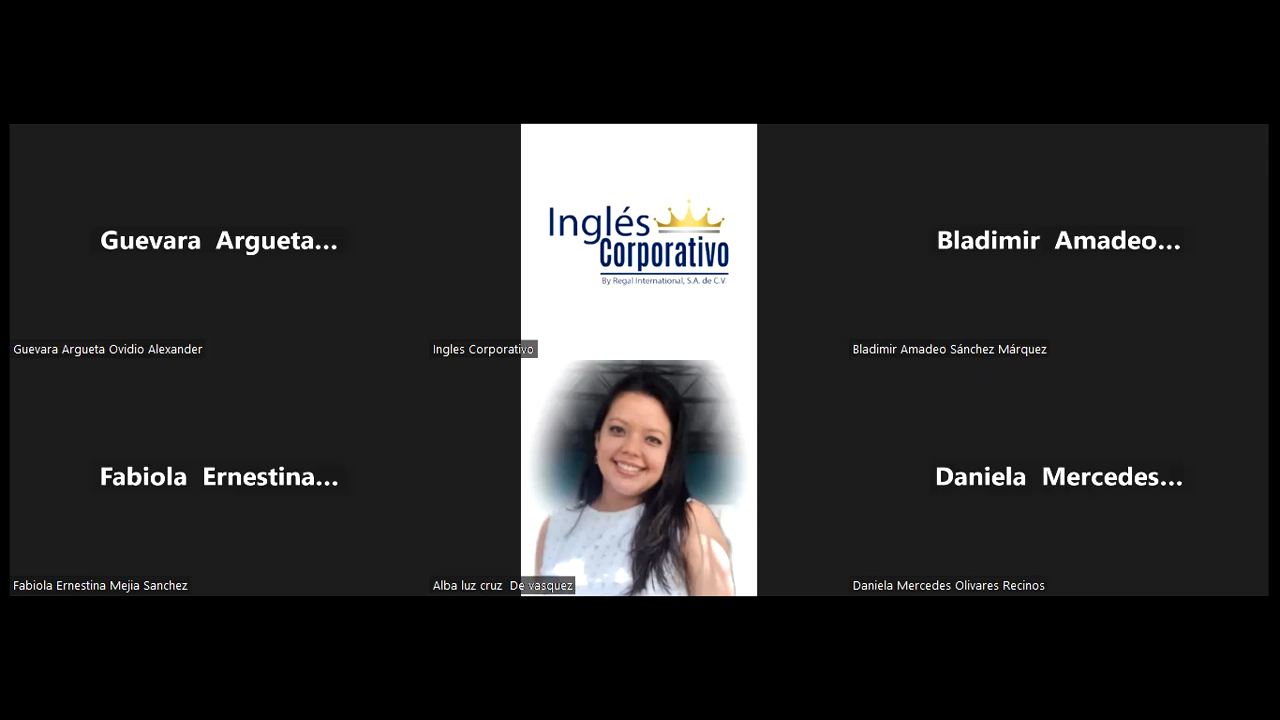 Guevara Argueta...
Inglés
Corporativo
By Regal International, S.A. de C.V.
Bladimir Amadeo...
Guevara Argueta Ovidio Alexander
Ingles Corporativo
Bladimir Amadeo Sánchez Márquez
Fabiola Ernestina...
Daniela Mercedes...
Fabiola Ernestina Mejia Sanchez
Alba luz cruz De vasquez
Daniela Mercedes Olivares Recinos